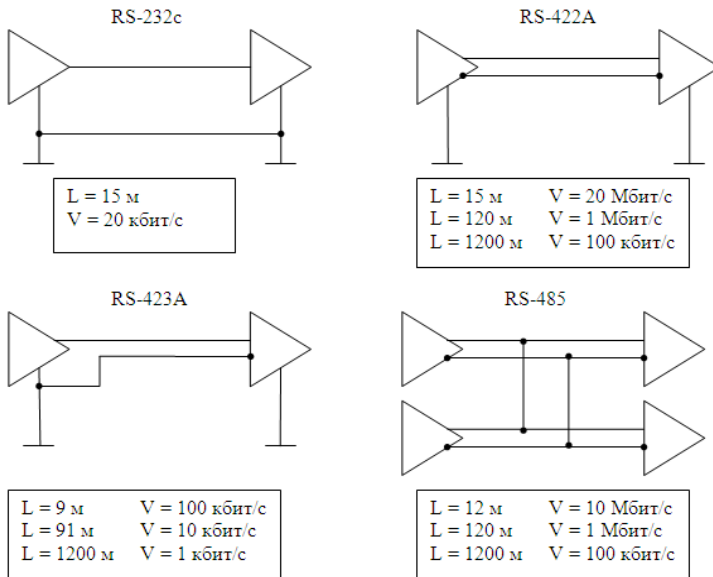 RS-232c
L = 15 м
V = 20 кбит/с
RS-422A
L = 15 м V = 20 Мбит/с
L = 120 м V = 1 Мбит/с
L = 1200 м V = 100 кбит/с
RS-423A
L = 9 м V = 100 кбит/с
L = 91 м V = 10 кбит/с
L = 1200 м V = 1 кбит/с
RS-485
L = 12 м V = 10 Мбит/с
L = 120 м V = 1 Мбит/с
L = 1200 м V = 100 кбит/с